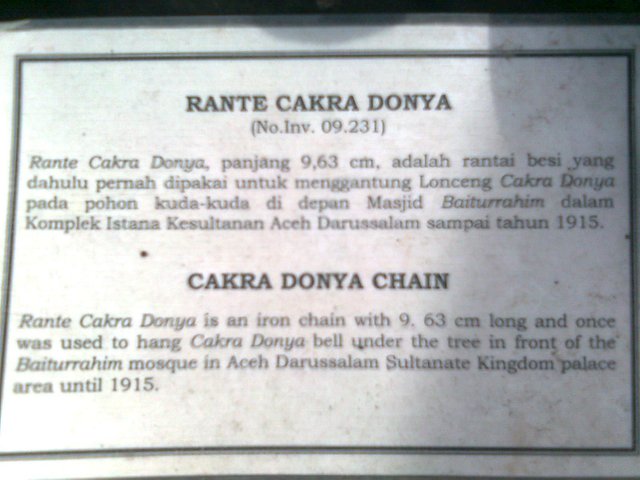 RANTE CAKRA DONYA
(No.Inv. 09.231)
Rante Cakra Donya, panjang 9,63 cm, adalah rantai besi yang
dahulu pernah dipakai untuk menggantung Lonceng Cakra Donya
pada pohon kuda-kuda di depan Masjid Baiturrahim dalam
Komplek Istana Kesultanan Aceh Darussalam sampai tahun 1915.
CAKRA DONYA CHAIN
Rante Cakra Donya is an iron chain with 9. 63 cm long and once
was used to hang Cakra Donya bell under the tree in front of the
Baiturrahim mosque in Aceh Darussalam Sultanate Kingdom palace
area until 1915.